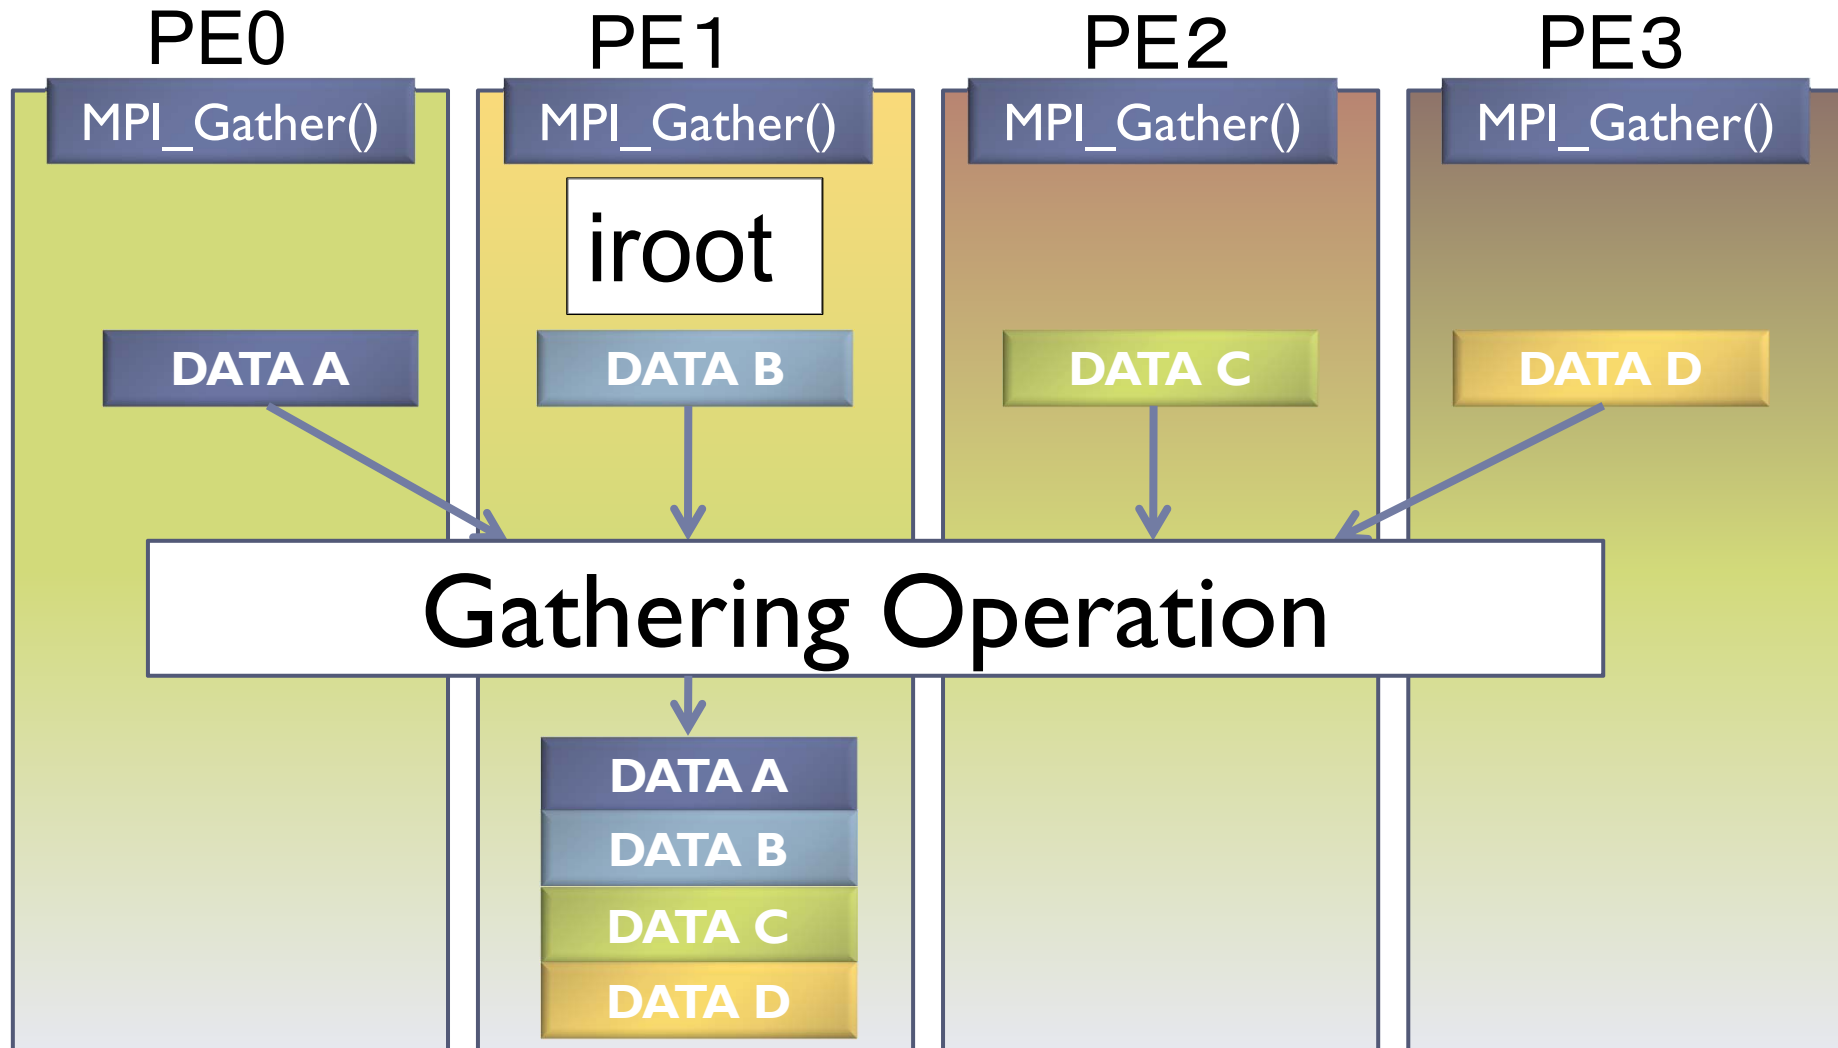 PE0 PE1 PE2 PE3
MPI_Gather() MPI_Gather() MPI_Gather() MPI_Gather()
iroot
DATA A DATA B DATA C DATA D
Gathering Operation
DATA A
DATA B
DATA C
DATA D